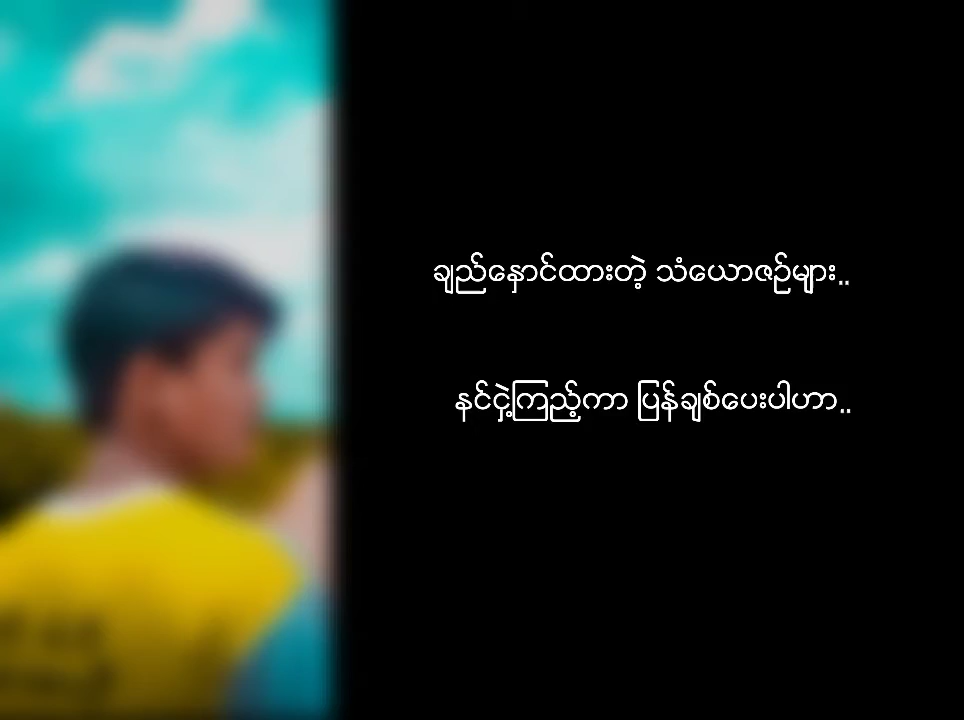 ချည်နှောင်ထားတဲ့ သံယောဇဉ်များ..
နင်ငှဲ့ကြည့်ကာ ပြန်ချစ်ပေးပါဟာ..